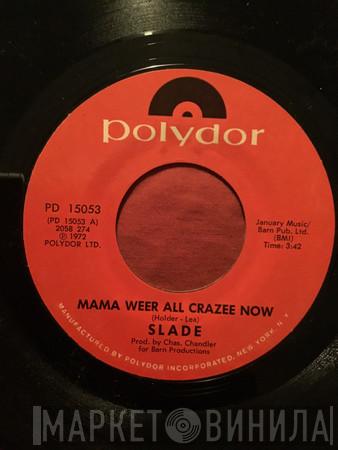 polydor
PD 15053
(PD 15053 A)
2058 274
℗ 1972
POLYDOR LTD.
January Music/
Barn Pub. Ltd.
(BMI)
Time: 3:42
MAMA WEER ALL CRAZEE NOW
(Holder - Lea)
SLADE
Prod. by Chas. Chandler
for Barn Productions
MANUFACTURED BY POLYDOR INCORPORATED, NEW YORK, N.Y.
МАРКЕТ ВИНИЛА